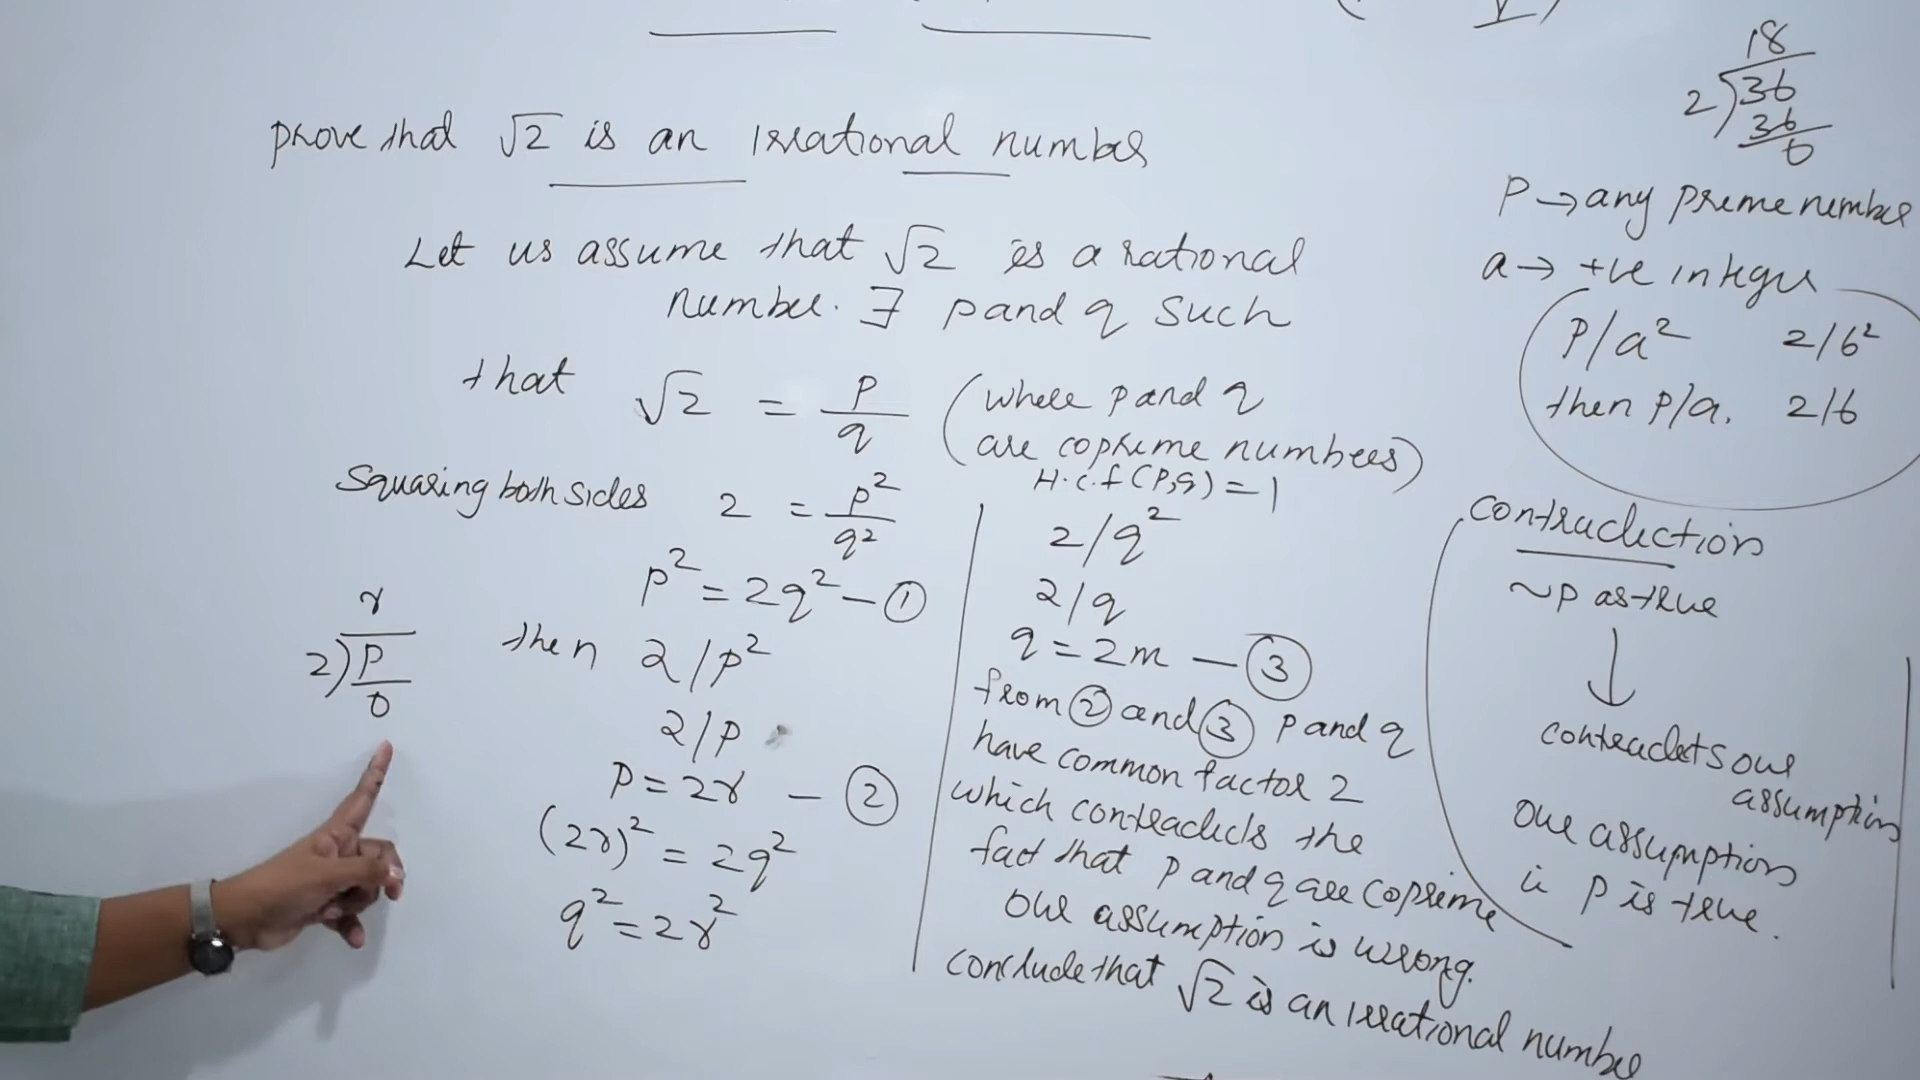 prove that √2 is an irrational number
Let us assume that √2 is a rational
number. ∃ p and q such
that √2 = p/q (where p and q
are coprime numbers)
H.c.f (p,q) = 1
Squaring both sides 2 = p²/q²
p² = 2q² — ①
then 2/p²
2/p
p = 2r — ②
(2r)² = 2q²
q² = 2r²
r
2)p
0
2/q²
2/q
q = 2m — ③
from ② and ③ p and q
have common factor 2
which contradicts the
fact that p and q are coprime
our assumption is wrong.
conclude that √2 is an irrational number
18
2)36
36
0
P → any prime number
a → +ve integer
P/a² 2/6²
then P/a. 2/6
contradiction
~p as true
↓
contradicts our
assumption
our assumption
is p is true.